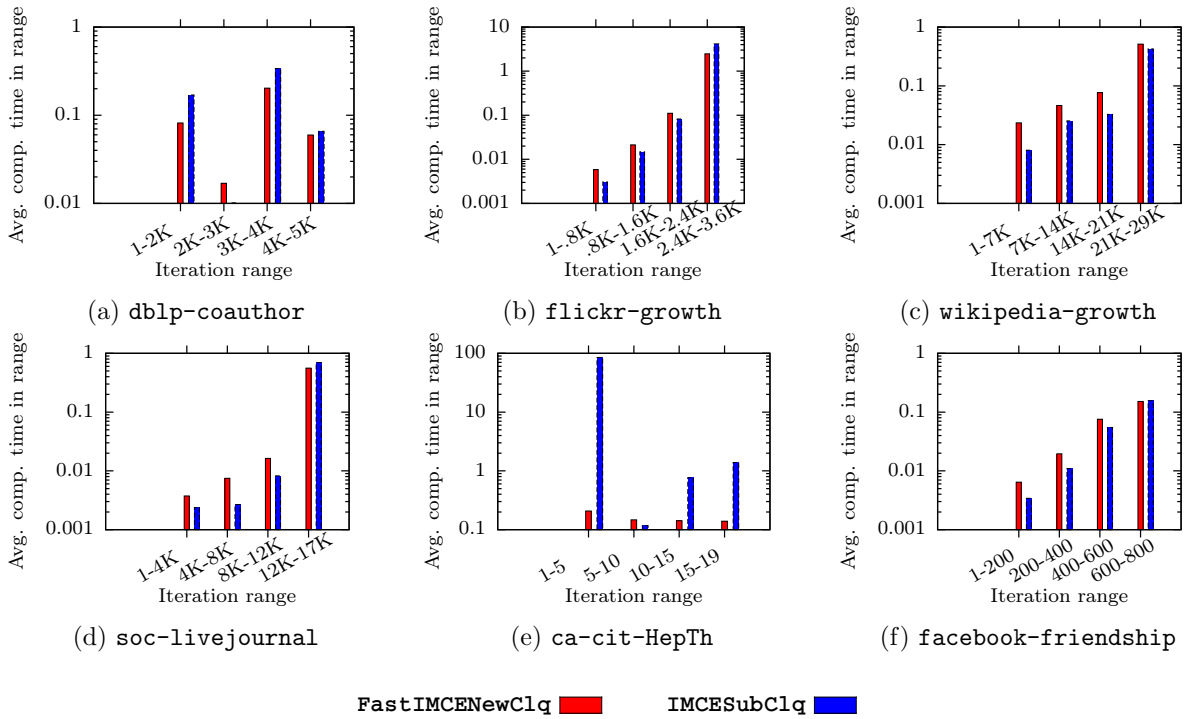 Avg. comp. time in range
1
0.1
0.01
1-2K
2K-3K
3K-4K
4K-5K
Iteration range
(a) dblp-coauthor
Avg. comp. time in range
10
1
0.1
0.01
0.001
1-.8K
.8K-1.6K
1.6K-2.4K
2.4K-3.6K
Iteration range
(b) flickr-growth
Avg. comp. time in range
1
0.1
0.01
0.001
1-7K
7K-14K
14K-21K
21K-29K
Iteration range
(c) wikipedia-growth
Avg. comp. time in range
1
0.1
0.01
0.001
1-4K
4K-8K
8K-12K
12K-17K
Iteration range
(d) soc-livejournal
Avg. comp. time in range
100
10
1
0.1
1-5
5-10
10-15
15-19
Iteration range
(e) ca-cit-HepTh
Avg. comp. time in range
1
0.1
0.01
0.001
1-200
200-400
400-600
600-800
Iteration range
(f) facebook-friendship
FastIMCENewClq
IMCESubClq